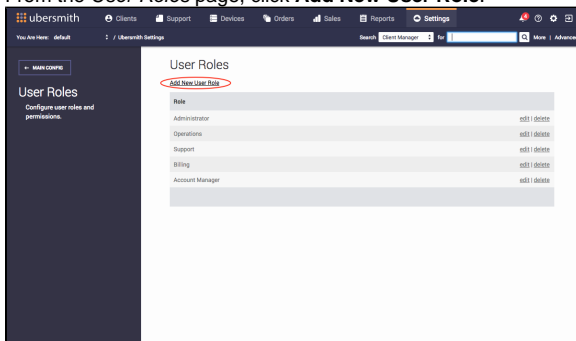 From the User Roles page, click Add New User Role.
ubersmith Clients Support Devices Orders Sales Reports Settings
You Are Here: default / Ubersmith Settings Search Client Manager for More | Advanced
← MAIN CONFIG
User Roles
Configure user roles and
permissions.
User Roles
Add New User Role
Role
Administrator edit | delete
Operations edit | delete
Support edit | delete
Billing edit | delete
Account Manager edit | delete